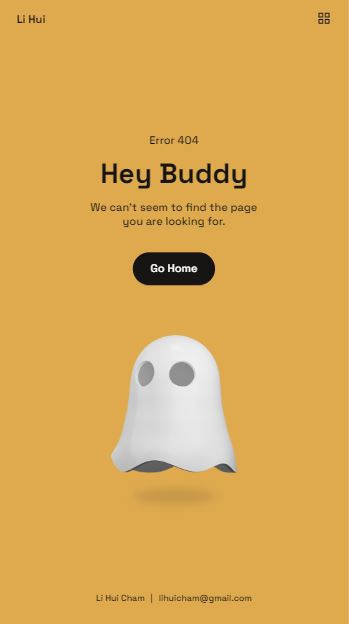 Li Hui
Error 404
Hey Buddy
We can't seem to find the page
you are looking for.
Go Home
Li Hui Cham | lihuicham@gmail.com